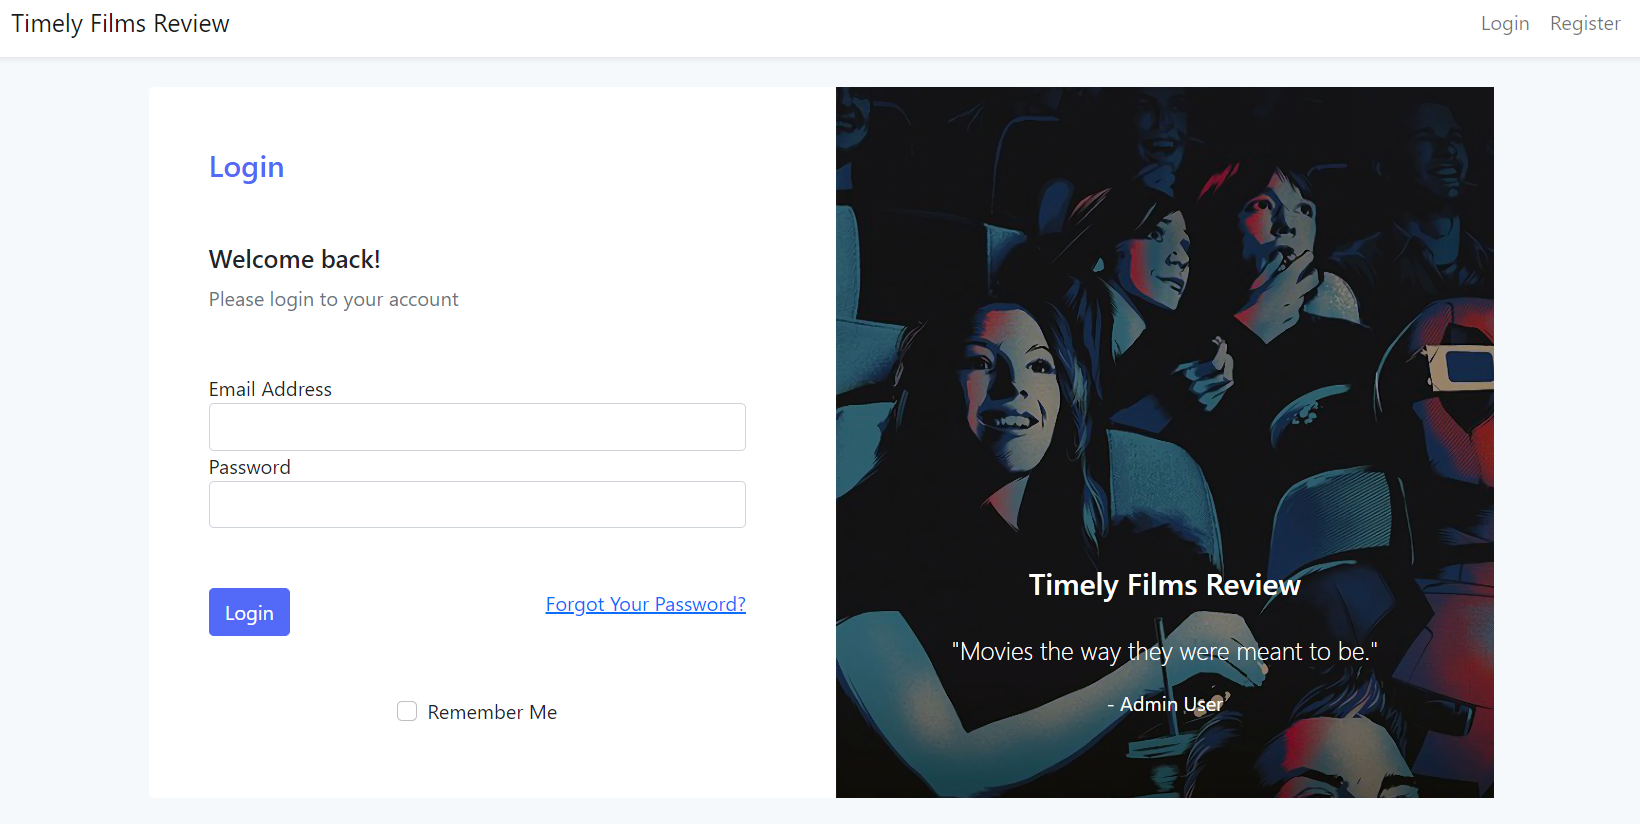 Timely Films Review
Login Register
Login
Welcome back!
Please login to your account
Email Address
Password
Login
Forgot Your Password?
Remember Me
Timely Films Review
"Movies the way they were meant to be."
- Admin User